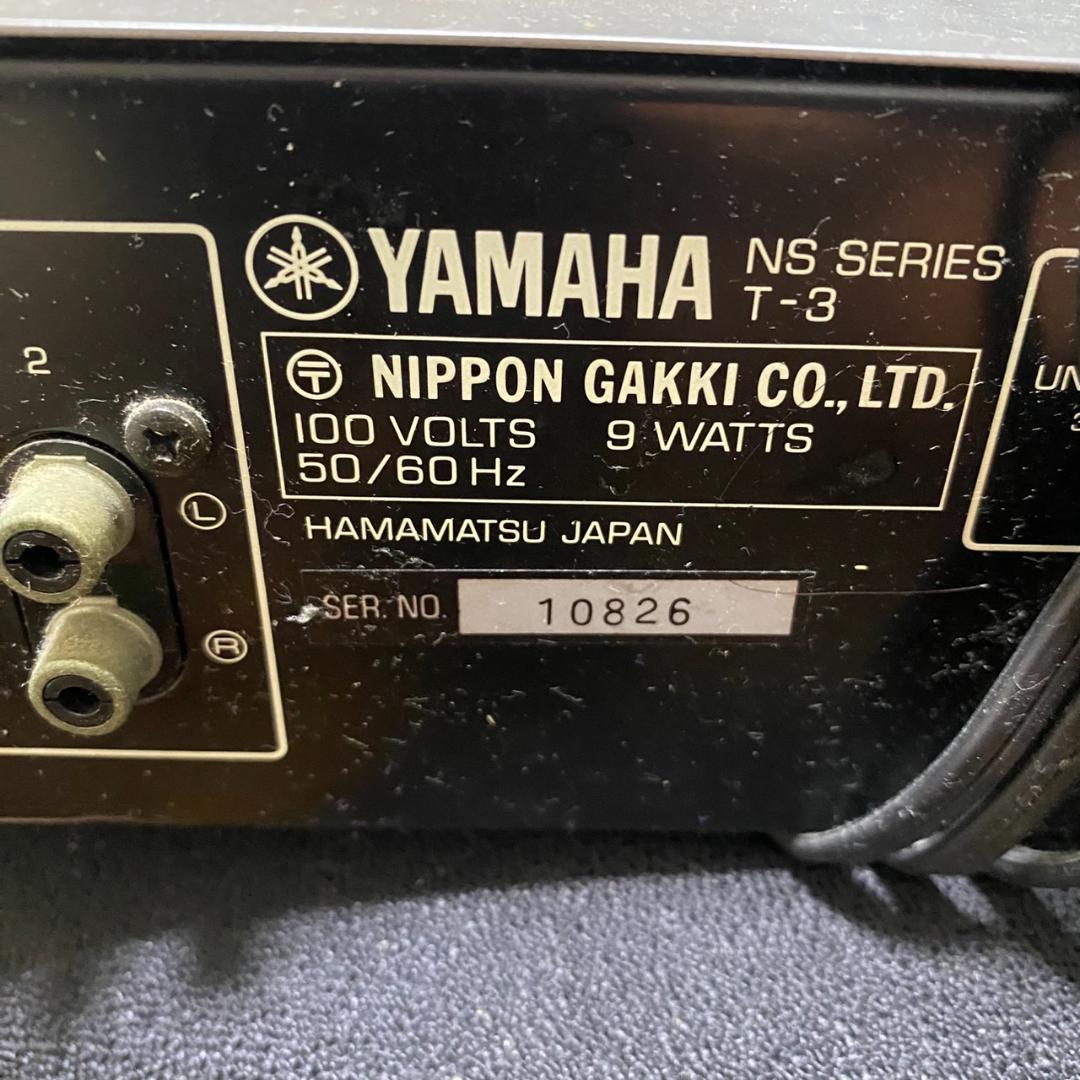 YAMAHA NS SERIES
T-3
2
〒 NIPPON GAKKI CO., LTD.
100 VOLTS 9 WATTS
50/60 Hz
L
HAMAMATSU JAPAN
SER. NO. 10826
R